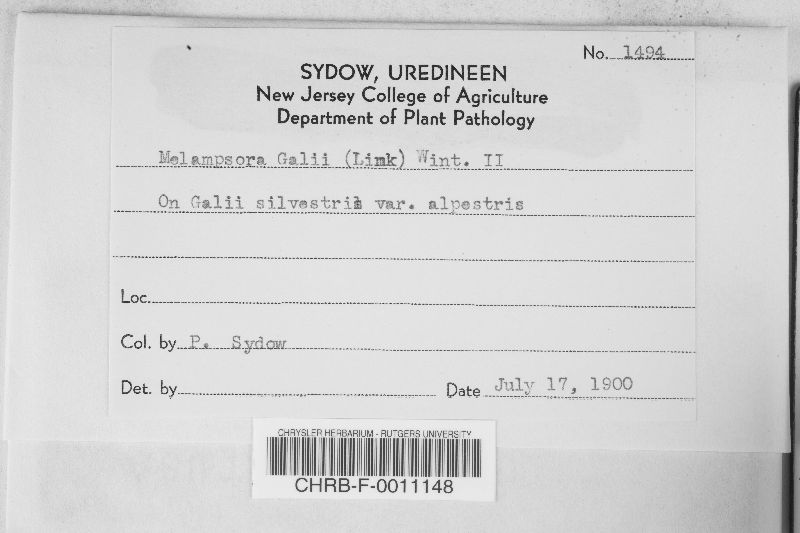 No. 1494
SYDOW, UREDINEEN
New Jersey College of Agriculture
Department of Plant Pathology
Melampsora Galii (Link) Wint. II
On Galii silvestris var. alpestris
Loc.
Col. by P. Sydow
Det. by
Date July 17, 1900
CHRYSLER HERBARIUM - RUTGERS UNIVERSITY
CHRB-F-0011148